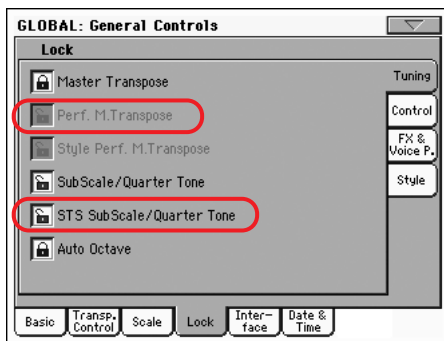 GLOBAL: General Controls
Lock
Master Transpose
Perf. M.Transpose
Style Perf. M.Transpose
SubScale/Quarter Tone
STS SubScale/Quarter Tone
Auto Octave
Tuning
Control
FX &
Voice P.
Style
Basic
Transp.
Control
Scale
Lock
Inter-
face
Date &
Time